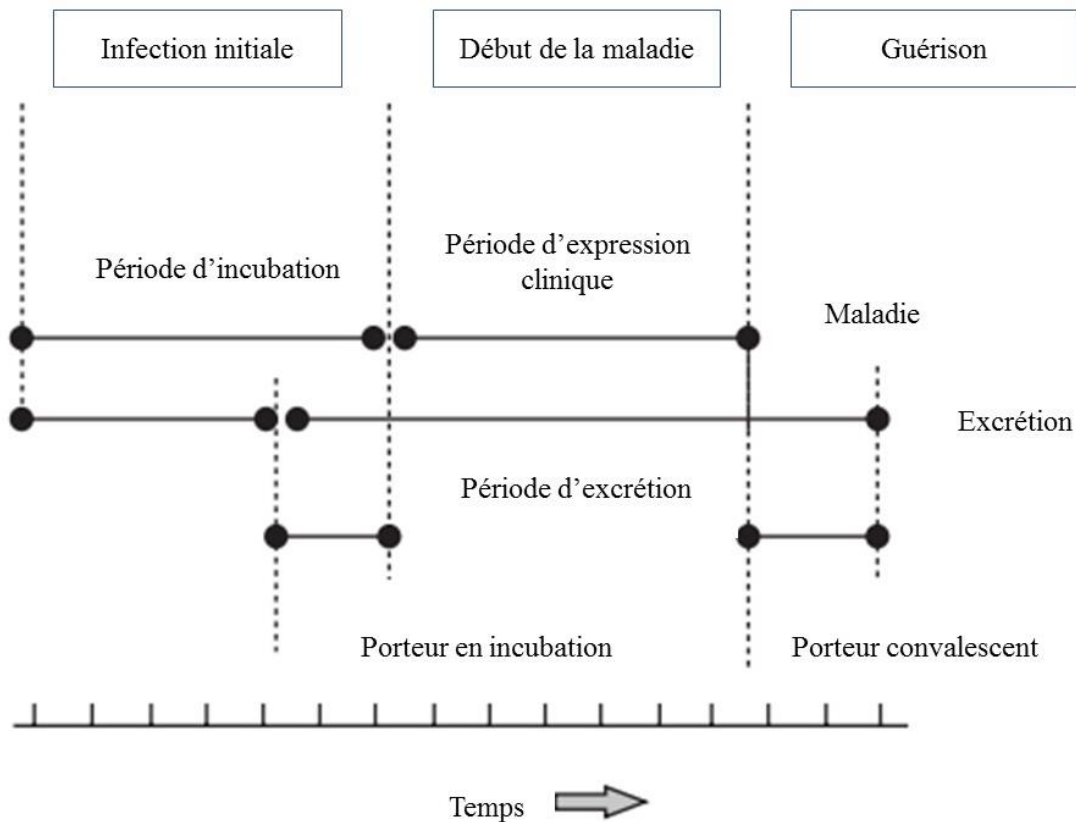 Infection initiale
Début de la maladie
Guérison
Période d’incubation
Période d’expression
clinique
Maladie
Excrétion
Période d’excrétion
Porteur en incubation
Porteur convalescent
Temps